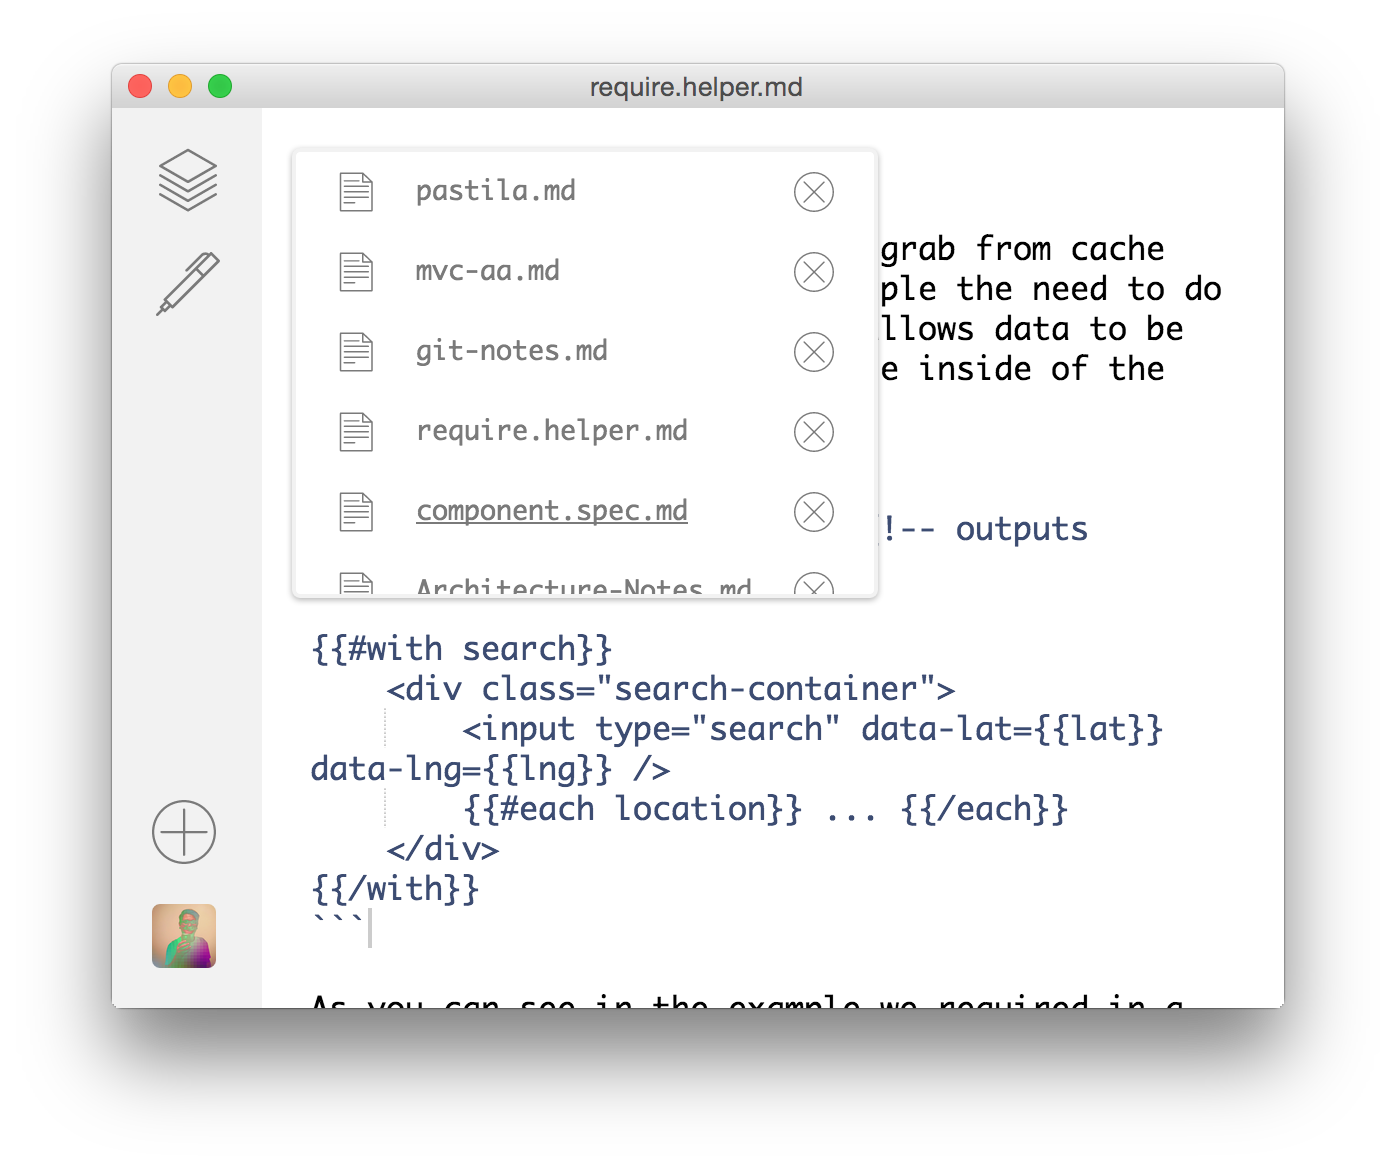 require.helper.md
pastila.md
mvc-aa.md
git-notes.md
require.helper.md
component.spec.md
Architecture-Notes.md
grab from cache
ple the need to do
llows data to be
e inside of the
!-- outputs
{{#with search}}
<div class="search-container">
<input type="search" data-lat={{lat}}
data-lng={{lng}} />
{{#each location}} ... {{/each}}
</div>
{{/with}}
```
As you can see in the example we required in a